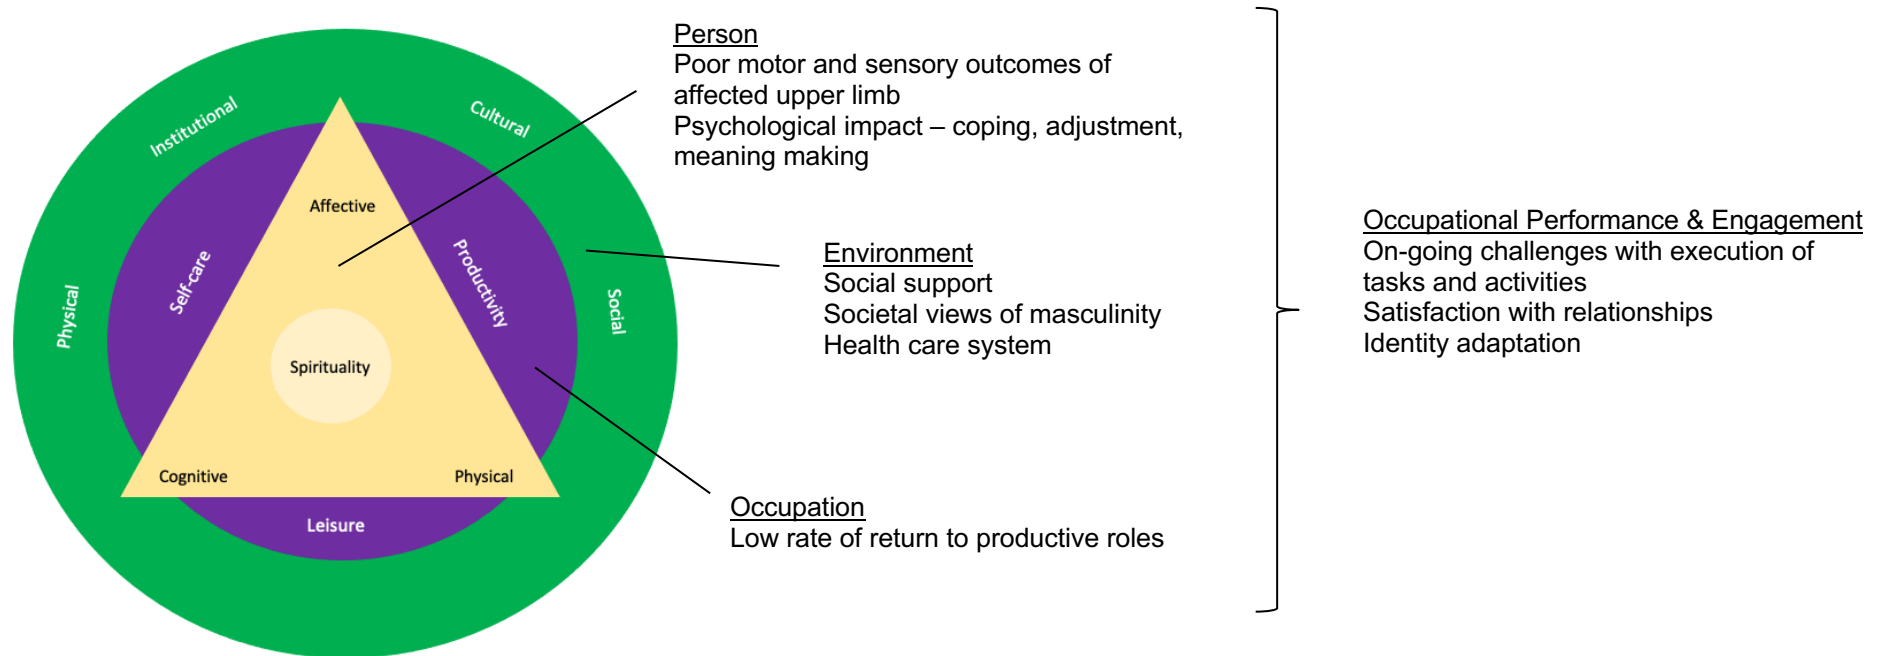 Institutional
Cultural
Physical
Social
Self-care
Productivity
Affective
Spirituality
Cognitive
Physical
Leisure
Person
Poor motor and sensory outcomes of
affected upper limb
Psychological impact – coping, adjustment,
meaning making
Environment
Social support
Societal views of masculinity
Health care system
Occupation
Low rate of return to productive roles
Occupational Performance & Engagement
On-going challenges with execution of
tasks and activities
Satisfaction with relationships
Identity adaptation